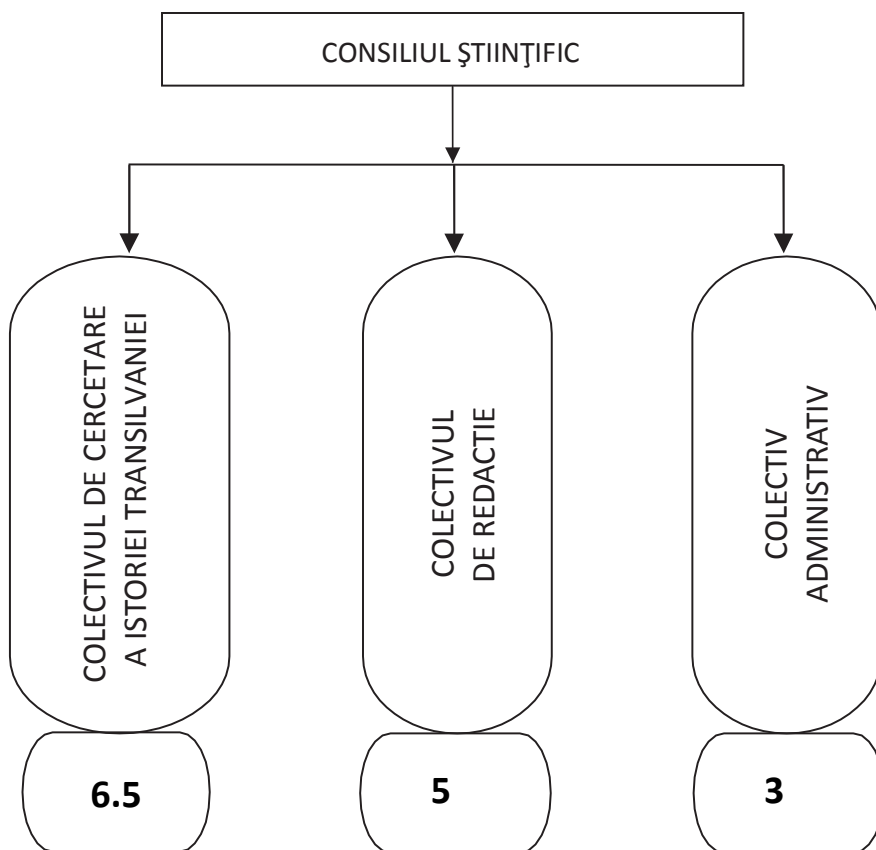 CONSILIUL ŞTIINŢIFIC
COLECTIVUL DE CERCETARE
A ISTORIEI TRANSILVANIEI
COLECTIVUL
DE REDACTIE
COLECTIV
ADMINISTRATIV
6.5
5
3